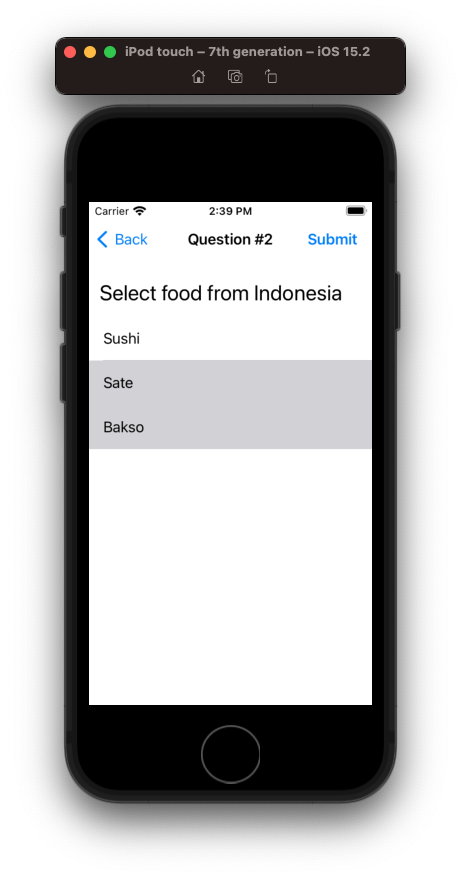 iPod touch – 7th generation – iOS 15.2
Carrier 2:39 PM
Back Question #2 Submit
Select food from Indonesia
Sushi
Sate
Bakso